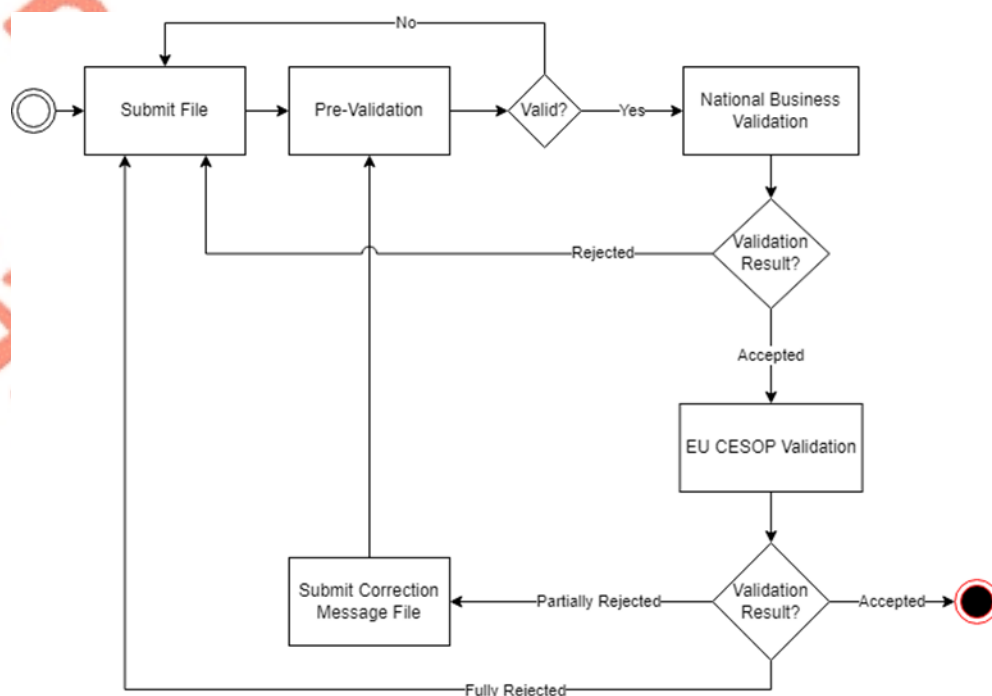 No
Submit File
Pre-Validation
Valid?
Yes
National Business
Validation
Validation
Result?
Rejected
Accepted
EU CESOP Validation
Submit Correction
Message File
Partially Rejected
Validation
Result?
Accepted
Fully Rejected